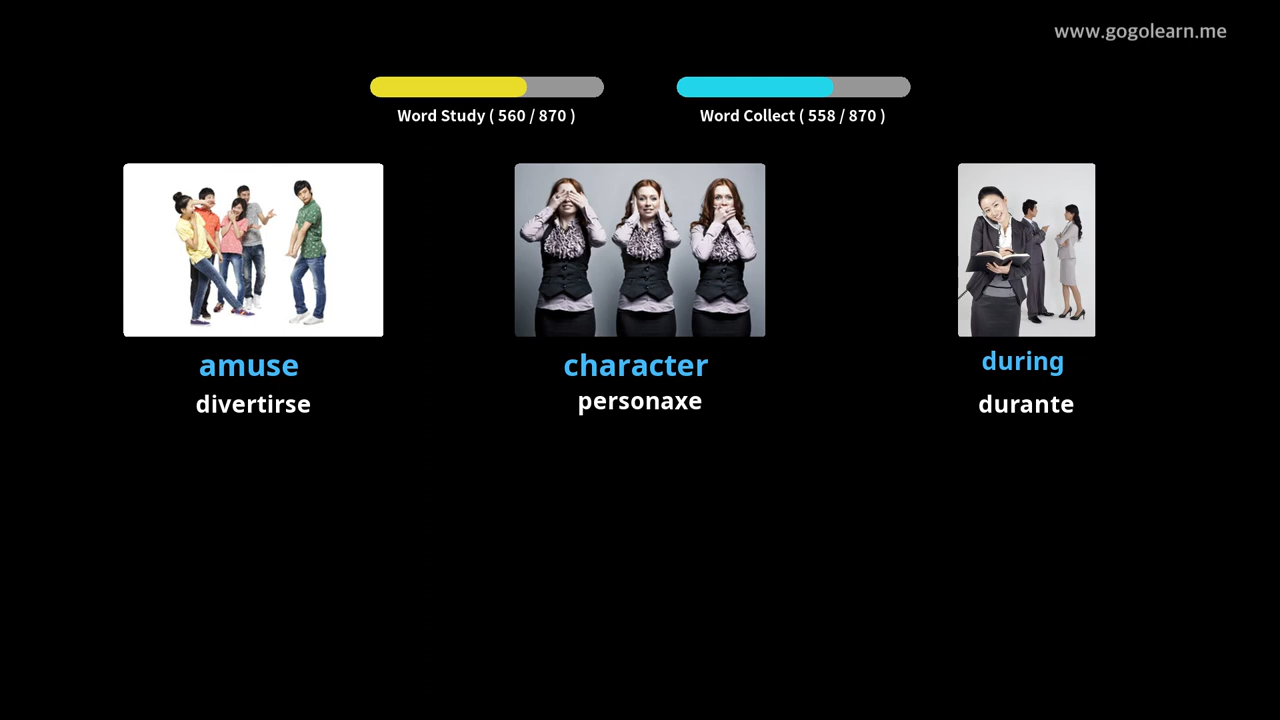 www.gogolearn.me
Word Study ( 560 / 870 )
Word Collect ( 558 / 870 )
amuse
divertirse
character
personaxe
during
durante